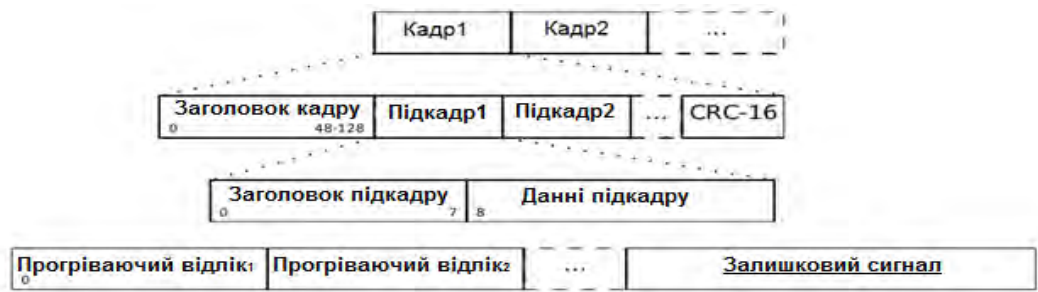 Кадр1 Кадр2 ...
Заголовок кадру Підкадр1 Підкадр2 ... CRC-16
0 48-128
Заголовок підкадру Данні підкадру
0 7 8
Прогріваючий відлік1 Прогріваючий відлік2 ... Залишковий сигнал
0